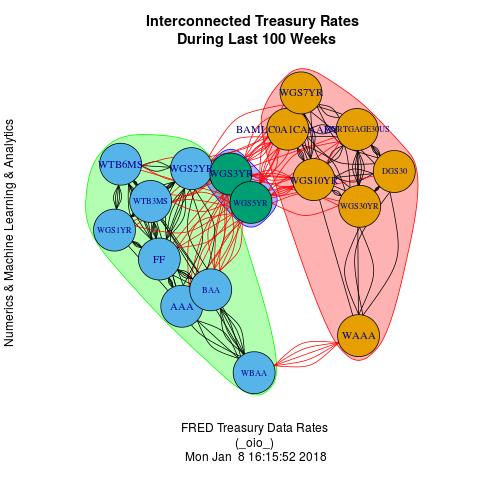 Interconnected Treasury Rates
During Last 100 Weeks
Numerics & Machine Learning & Analytics
WGS7YR
WTB6MS
WGS2YR
WGS3YR
WGS10YR
DGS30
WTB3MS
WGS5YR
WGS30YR
WGS1YR
FF
BAA
AAA
WAAA
WBAA
FRED Treasury Data Rates
(_oio_)
Mon Jan 8 16:15:52 2018